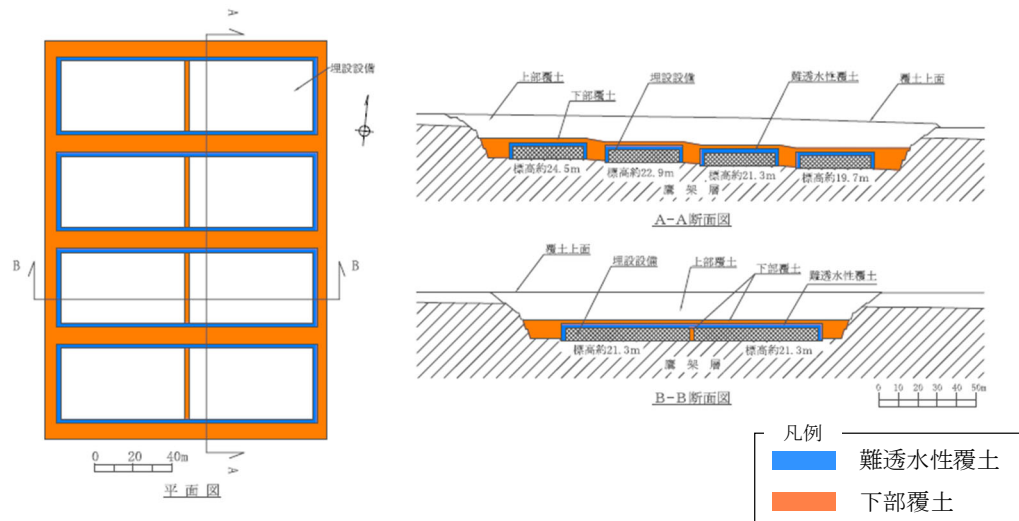 A
埋設設備
B
B
0 20 40m
A
平面図
上部覆土
下部覆土
埋設設備
難透水性覆土
覆土上面
標高約24.5m
標高約22.9m
標高約21.3m
標高約19.7m
鷹架層
A-A断面図
覆土上面
埋設設備
上部覆土
下部覆土
難透水性覆土
標高約21.3m
標高約21.3m
鷹架層
B-B断面図
0 10 20 30 40 50m
凡例
難透水性覆土
下部覆土